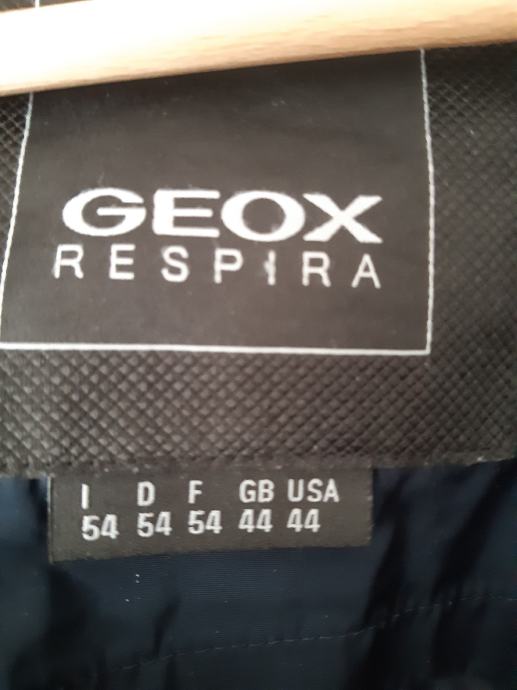 GEOX
RESPIRA
I D F GB USA
54 54 54 44 44